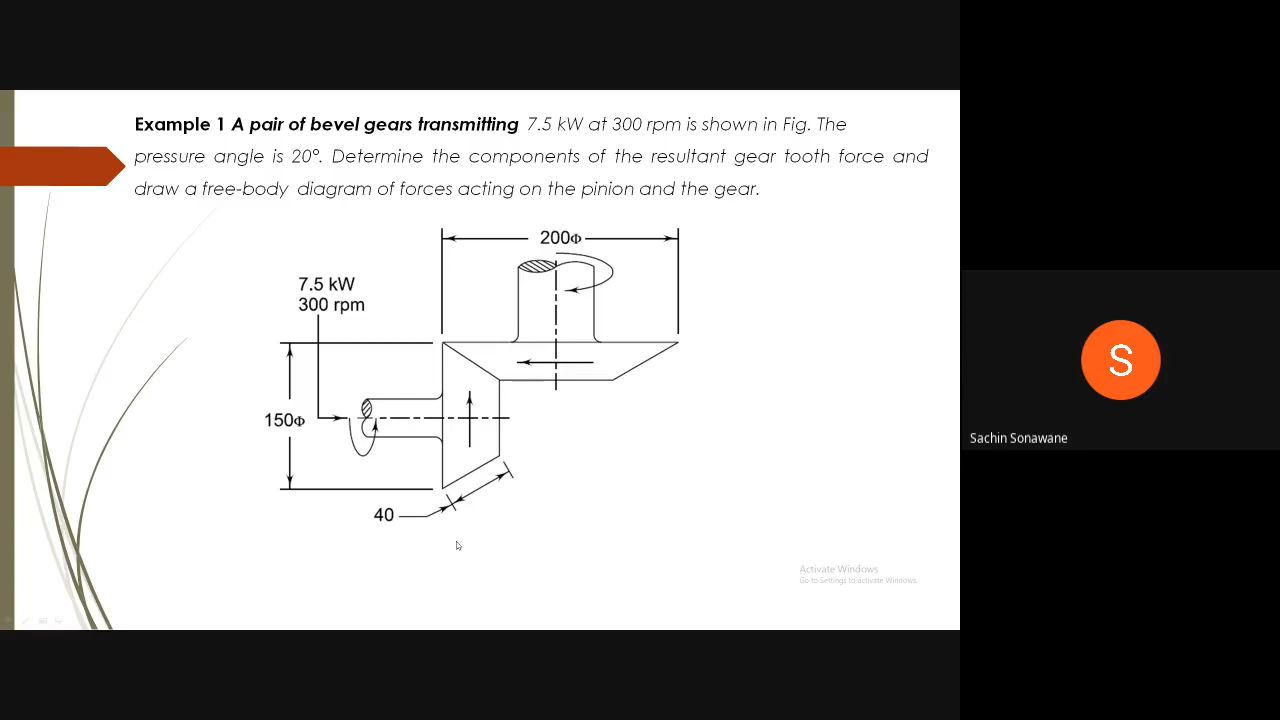 Example 1 A pair of bevel gears transmitting 7.5 kW at 300 rpm is shown in Fig. The
pressure angle is 20°. Determine the components of the resultant gear tooth force and
draw a free-body diagram of forces acting on the pinion and the gear.
200Φ
7.5 kW
300 rpm
150Φ
40
S
Sachin Sonawane
Activate Windows
Go to Settings to activate Windows.